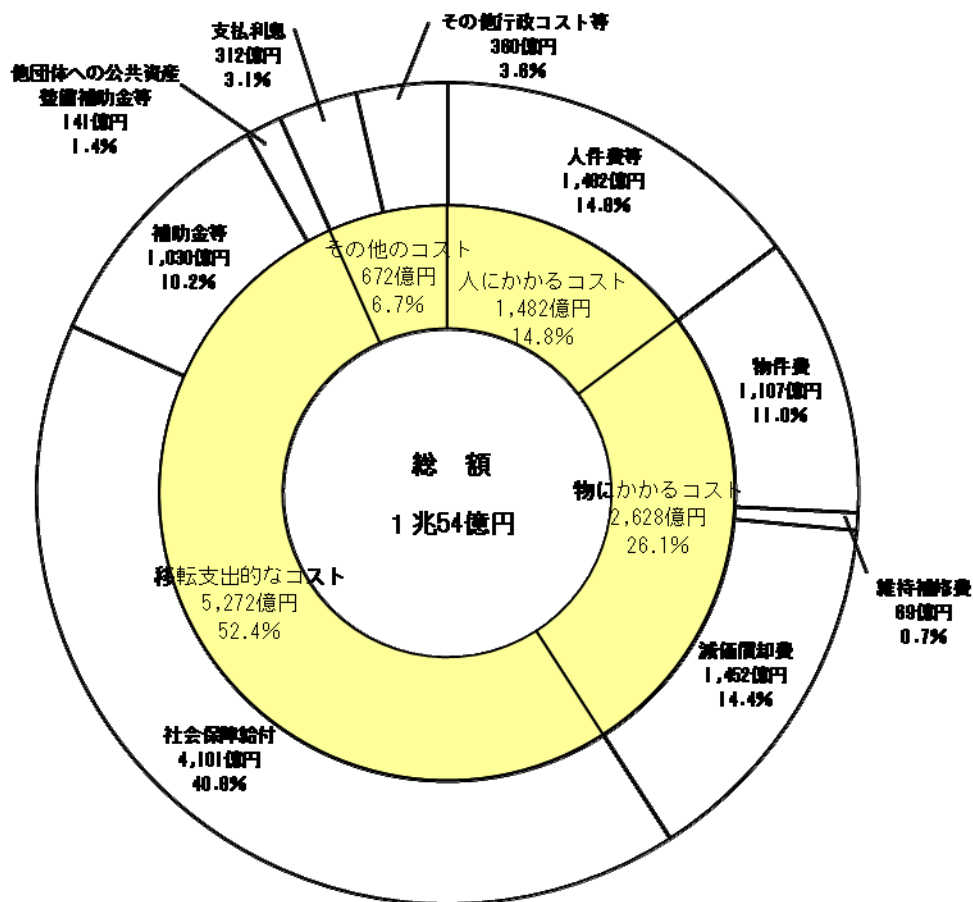 その他行政コスト等
360億円
3.6%
支払利息
312億円
3.1%
他団体への公共資産
整備補助金等
141億円
1.4%
補助金等
1,030億円
10.2%
人件費等
1,482億円
14.8%
その他のコスト
672億円
6.7%
人にかかるコスト
1,482億円
14.8%
物件費
1,107億円
11.0%
総 額
1兆54億円
物にかかるコスト
2,628億円
26.1%
維持補修費
69億円
0.7%
移転支出的なコスト
5,272億円
52.4%
減価償却費
1,452億円
14.4%
社会保障給付
4,101億円
40.8%